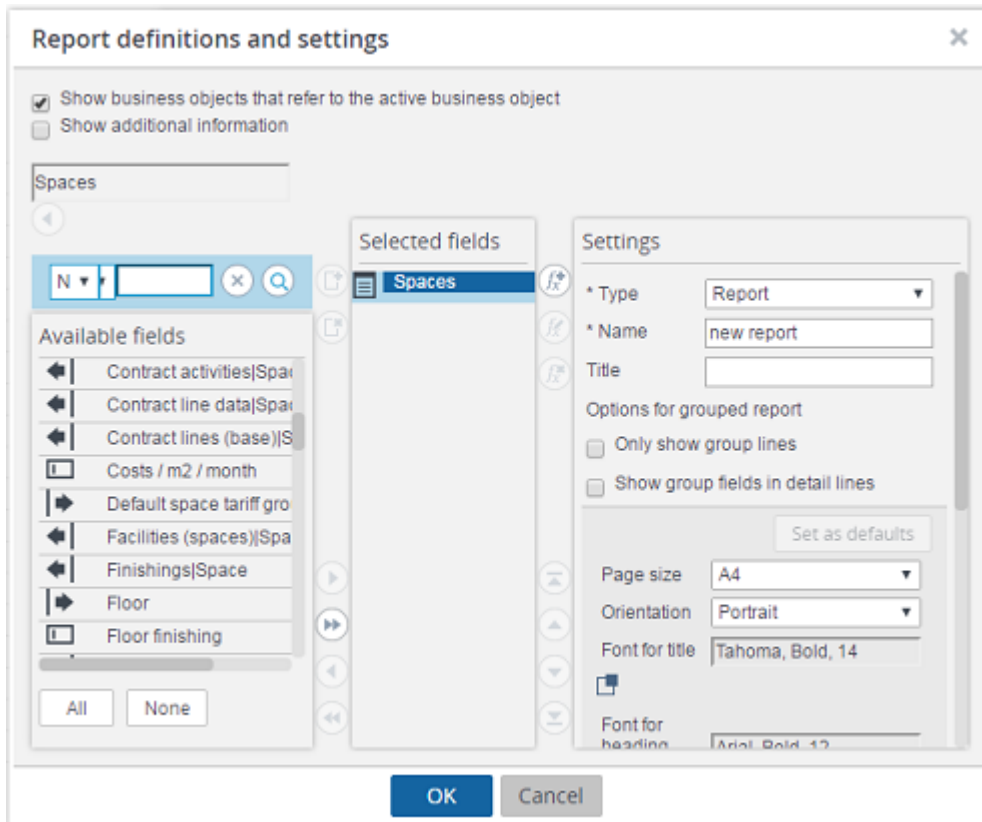 Report definitions and settings
Show business objects that refer to the active business object
Show additional information
Spaces
N
Available fields
Contract activities|Spa
Contract line data|Spa
Contract lines (base)|S
Costs / m2 / month
Default space tariff gro
Facilities (spaces)|Spa
Finishings|Space
Floor
Floor finishing
All None
Selected fields
Spaces
Settings
* Type Report
* Name new report
Title
Options for grouped report
Only show group lines
Show group fields in detail lines
Set as defaults
Page size A4
Orientation Portrait
Font for title Tahoma, Bold, 14
Font for
heading Arial, Bold, 12
OK Cancel